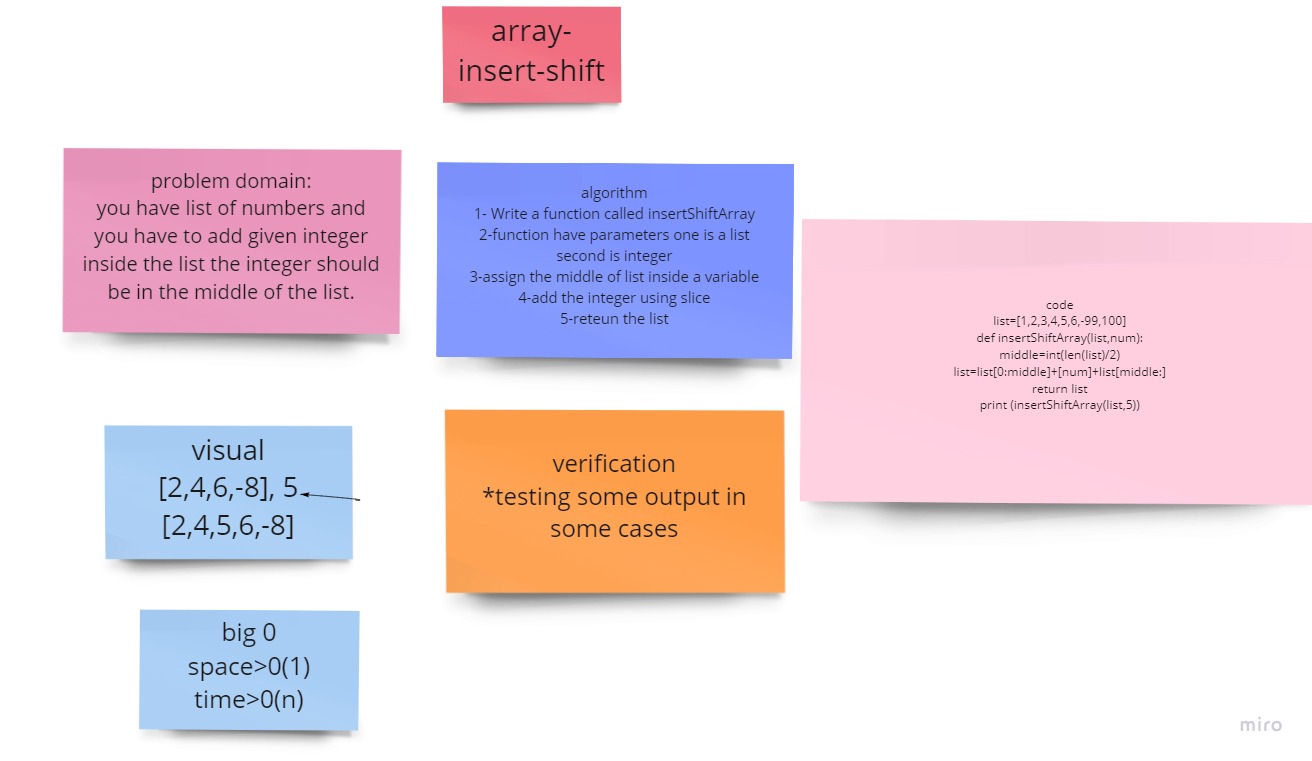 array-
insert-shift
problem domain:
you have list of numbers and
you have to add given integer
inside the list the integer should
be in the middle of the list.
algorithm
1- Write a function called insertShiftArray
2-function have parameters one is a list
second is integer
3-assign the middle of list inside a variable
4-add the integer using slice
5-reteun the list
code
list=[1,2,3,4,5,6,-99,100]
def insertShiftArray(list,num):
middle=int(len(list)/2)
list=list[0:middle]+[num]+list[middle:]
return list
print (insertShiftArray(list,5))
visual
[2,4,6,-8], 5
[2,4,5,6,-8]
verification
*testing some output in
some cases
big 0
space>0(1)
time>0(n)
miro